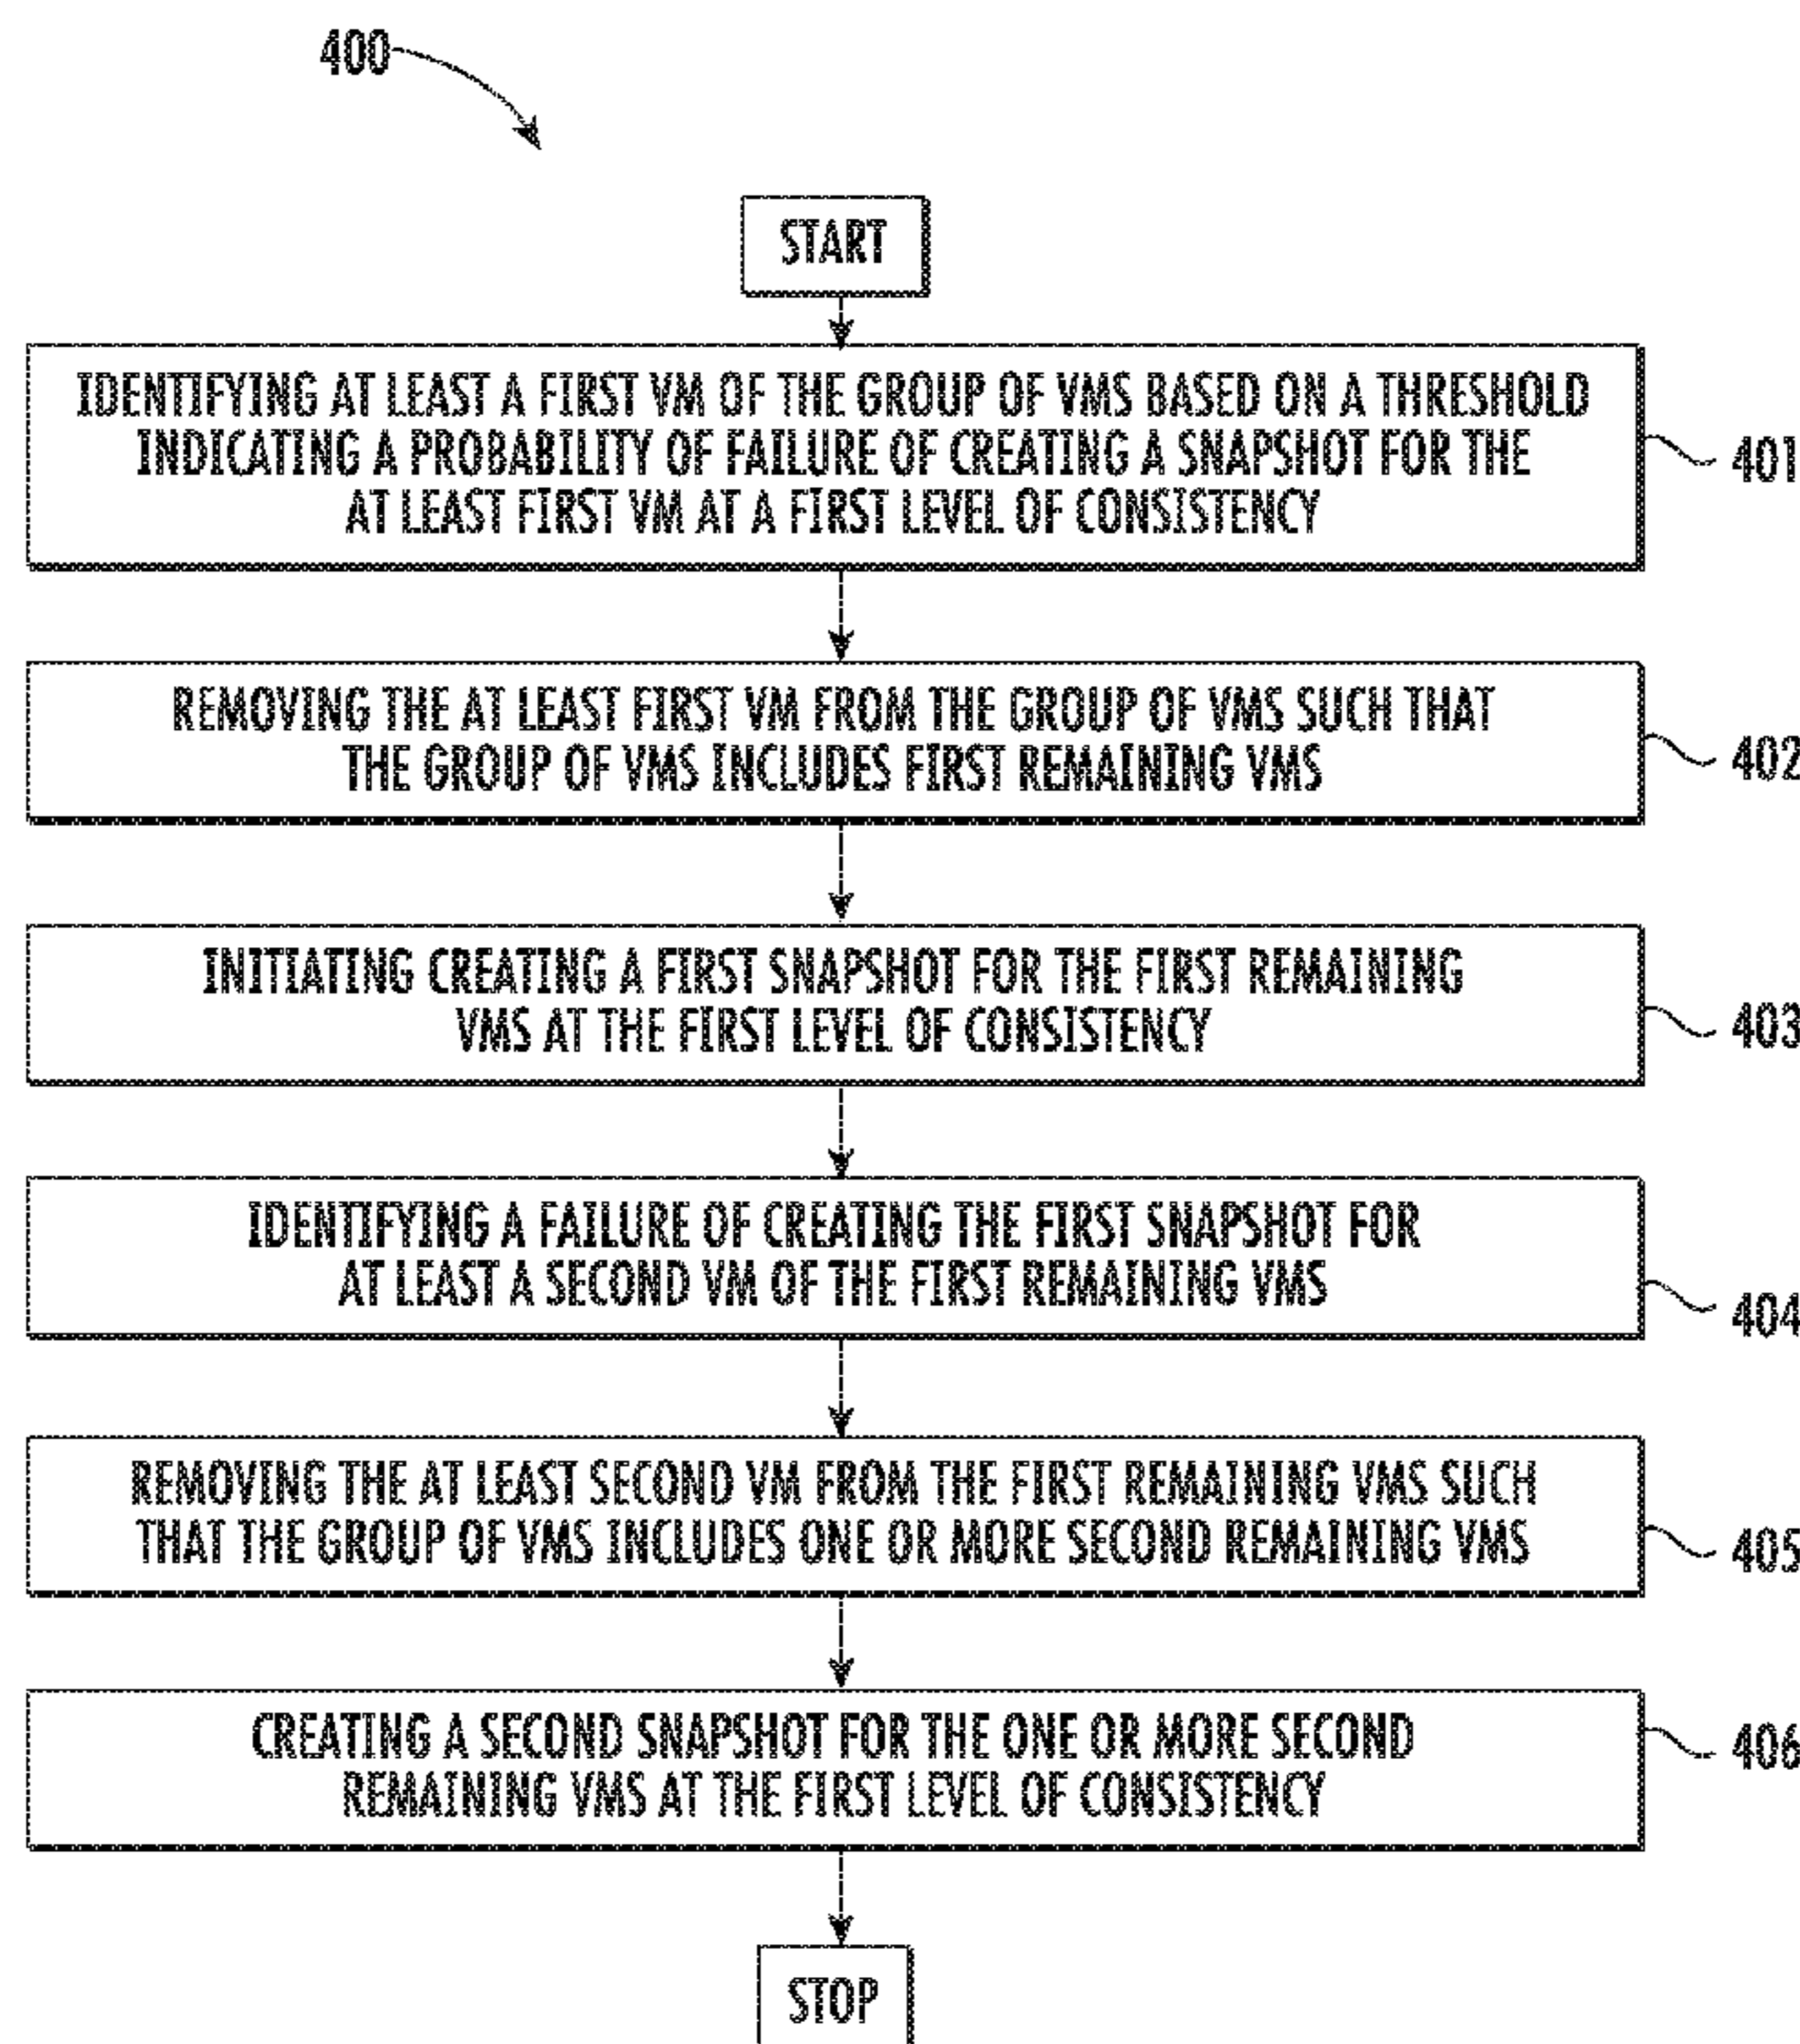 400
START
IDENTIFYING AT LEAST A FIRST VM OF THE GROUP OF VMS BASED ON A THRESHOLD
INDICATING A PROBABILITY OF FAILURE OF CREATING A SNAPSHOT FOR THE
AT LEAST FIRST VM AT A FIRST LEVEL OF CONSISTENCY
401
REMOVING THE AT LEAST FIRST VM FROM THE GROUP OF VMS SUCH THAT
THE GROUP OF VMS INCLUDES FIRST REMAINING VMS
402
INITIATING CREATING A FIRST SNAPSHOT FOR THE FIRST REMAINING
VMS AT THE FIRST LEVEL OF CONSISTENCY
403
IDENTIFYING A FAILURE OF CREATING THE FIRST SNAPSHOT FOR
AT LEAST A SECOND VM OF THE FIRST REMAINING VMS
404
REMOVING THE AT LEAST SECOND VM FROM THE FIRST REMAINING VMS SUCH
THAT THE GROUP OF VMS INCLUDES ONE OR MORE SECOND REMAINING VMS
405
CREATING A SECOND SNAPSHOT FOR THE ONE OR MORE SECOND
REMAINING VMS AT THE FIRST LEVEL OF CONSISTENCY
406
STOP